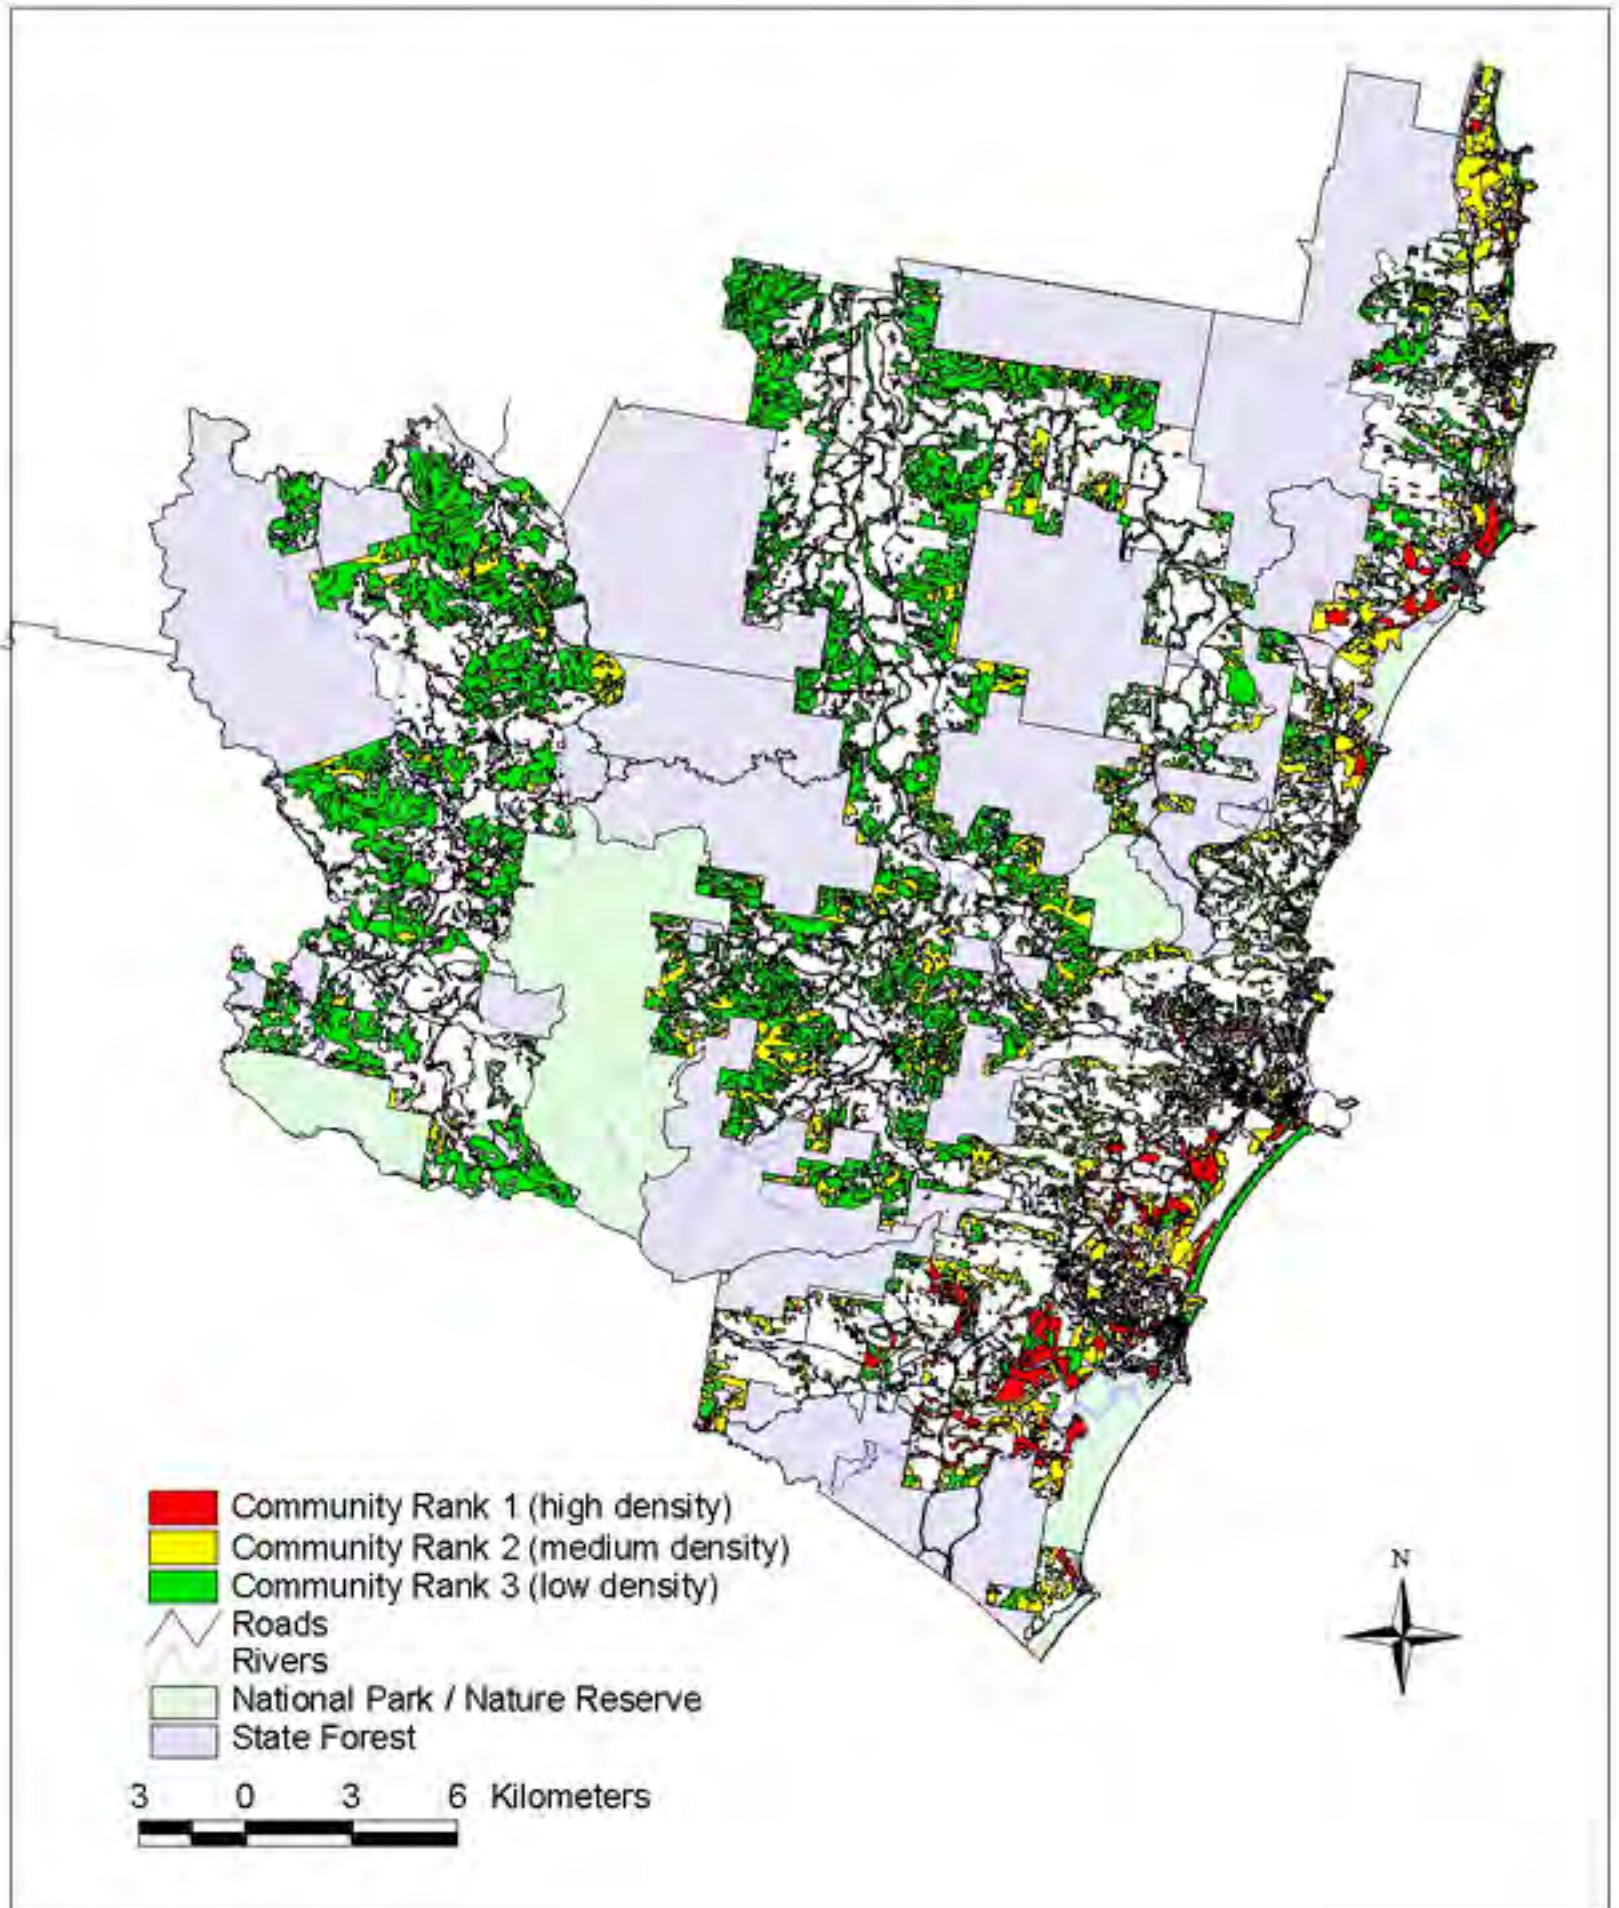 Community Rank 1 (high density)
Community Rank 2 (medium density)
Community Rank 3 (low density)
Roads
Rivers
National Park / Nature Reserve
State Forest
3 0 3 6 Kilometers
N